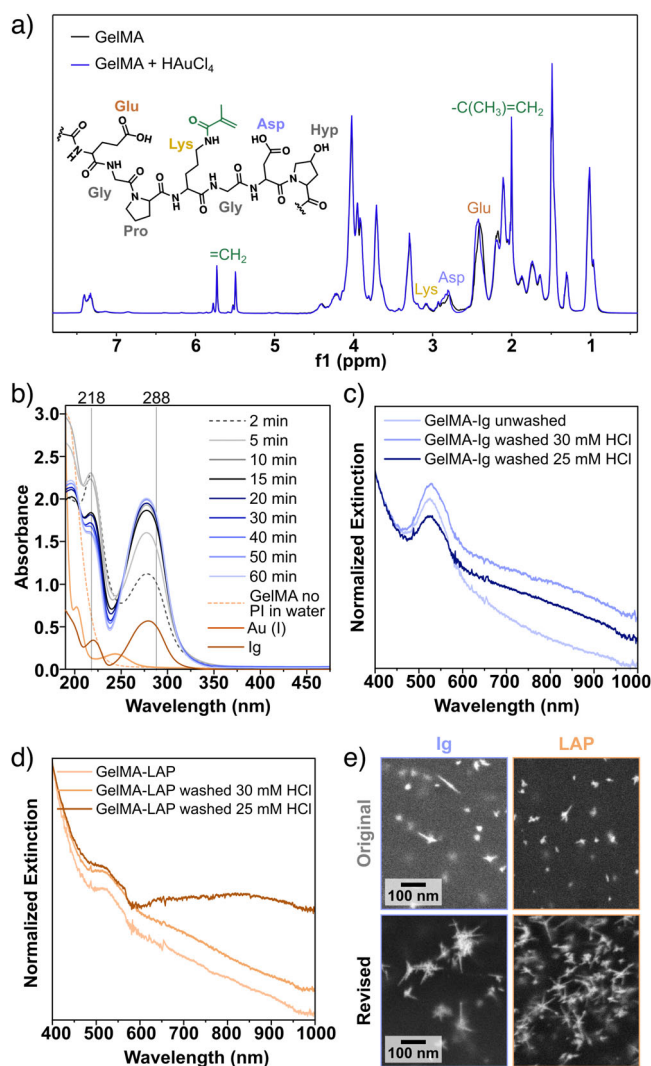 a)
GelMA
GelMA + HAuCl4
Glu
Lys
Asp
Hyp
Gly
Pro
Gly
O
N
H
O
OH
HN
O
O
N
O
N
H
NH
O
H
N
O
HO
O
N
H
O
N
OH
O
-C(CH3)=CH2
=CH2
Glu
Lys
Asp
7 6 5 4 3 2 1
f1 (ppm)
b)
218 288
Absorbance
3.0
2.5
2.0
1.5
1.0
0.5
0.0
2 min
5 min
10 min
15 min
20 min
30 min
40 min
50 min
60 min
GelMA no
PI in water
Au (I)
Ig
200 250 300 350 400 450
Wavelength (nm)
c)
Normalized Extinction
GelMA-Ig unwashed
GelMA-Ig washed 30 mM HCl
GelMA-Ig washed 25 mM HCl
400 500 600 700 800 900 1000
Wavelength (nm)
d)
Normalized Extinction
GelMA-LAP
GelMA-LAP washed 30 mM HCl
GelMA-LAP washed 25 mM HCl
400 500 600 700 800 900 1000
Wavelength (nm)
e)
Ig LAP
Original
100 nm
Revised
100 nm